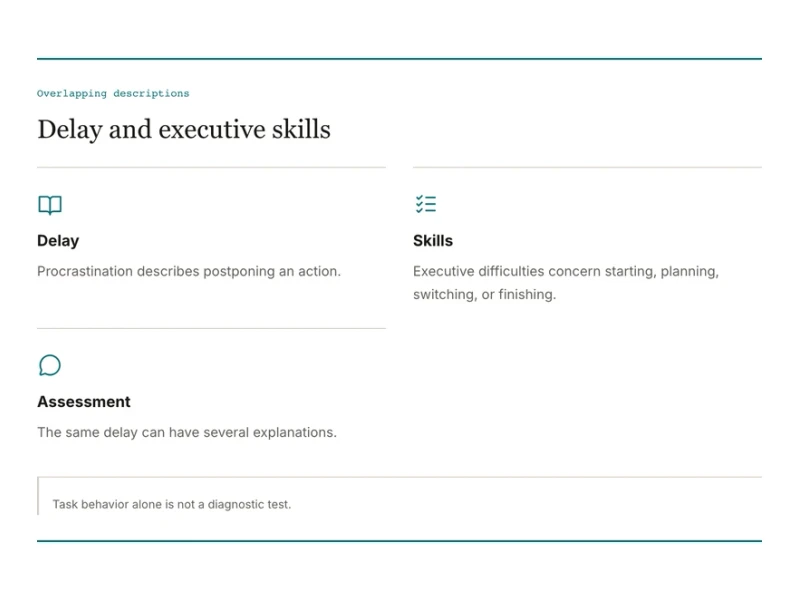 Overlapping descriptions
Delay and executive skills
Delay
Procrastination describes postponing an action.
Skills
Executive difficulties concern starting, planning,
switching, or finishing.
Assessment
The same delay can have several explanations.
Task behavior alone is not a diagnostic test.